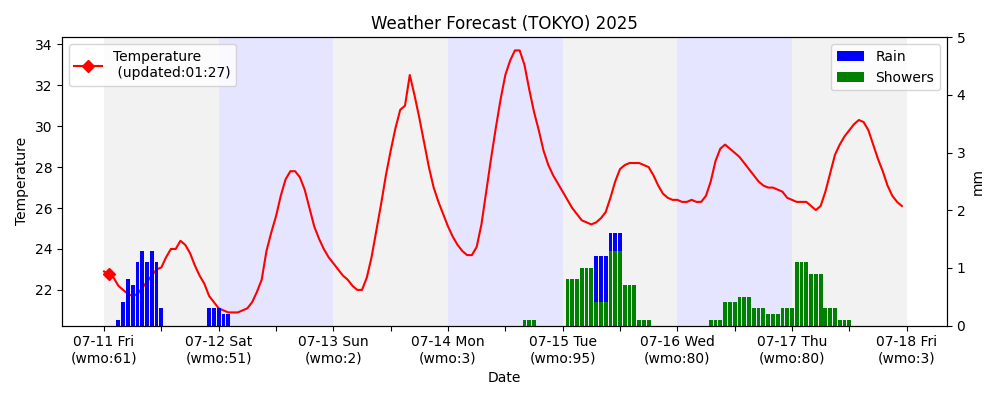 Weather Forecast (TOKYO) 2025
Temperature
(updated:01:27)
Rain
Showers
34
32
30
28
26
24
22
Temperature
5
4
3
2
1
0
mm
07-11 Fri
(wmo:61)
07-12 Sat
(wmo:51)
07-13 Sun
(wmo:2)
07-14 Mon
(wmo:3)
07-15 Tue
(wmo:95)
07-16 Wed
(wmo:80)
07-17 Thu
(wmo:80)
07-18 Fri
(wmo:3)
Date